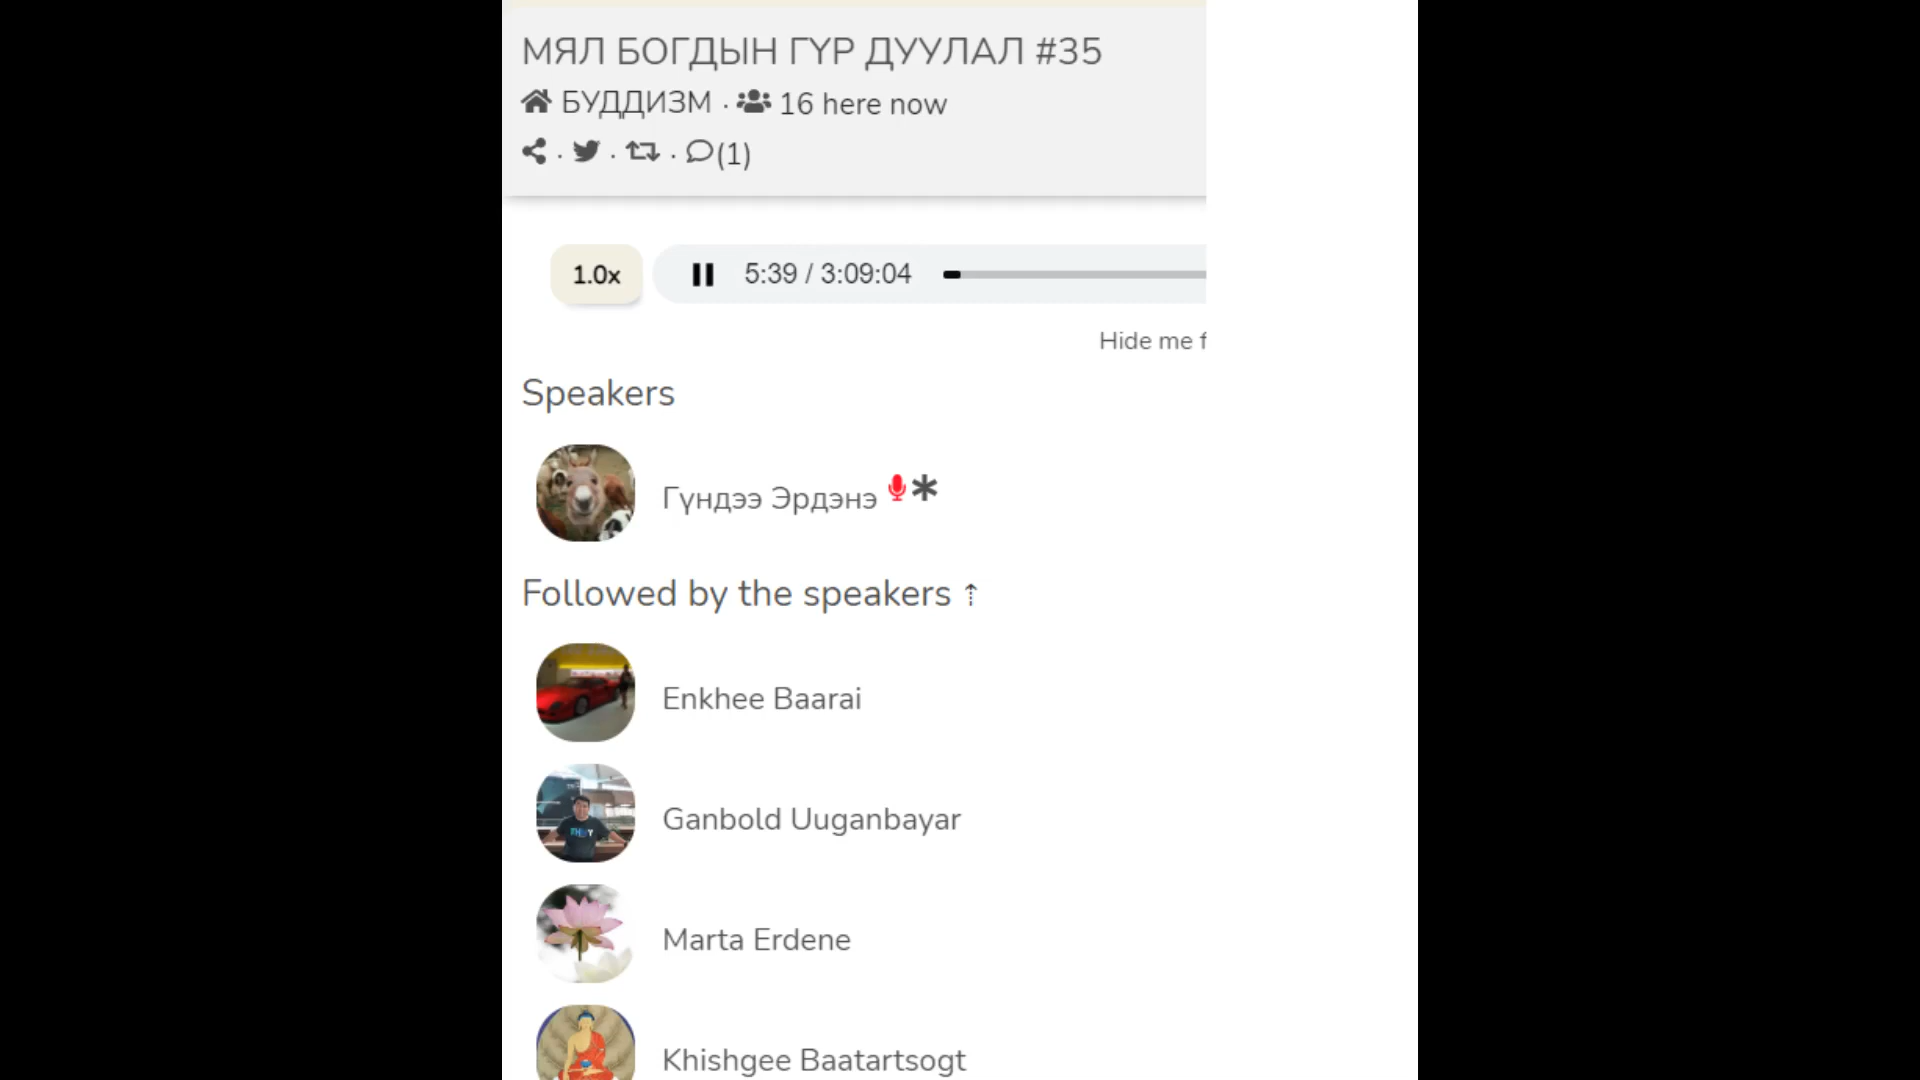 МЯЛ БОГДЫН ГҮР ДУУЛАЛ #35
БУДДИЗМ · 16 here now
· · · (1)
1.0x 5:39 / 3:09:04
Hide me f
Speakers
Гүндээ Эрдэнэ
Followed by the speakers ⇡
Enkhee Baarai
Ganbold Uuganbayar
Marta Erdene
Khishgee Baatartsogt